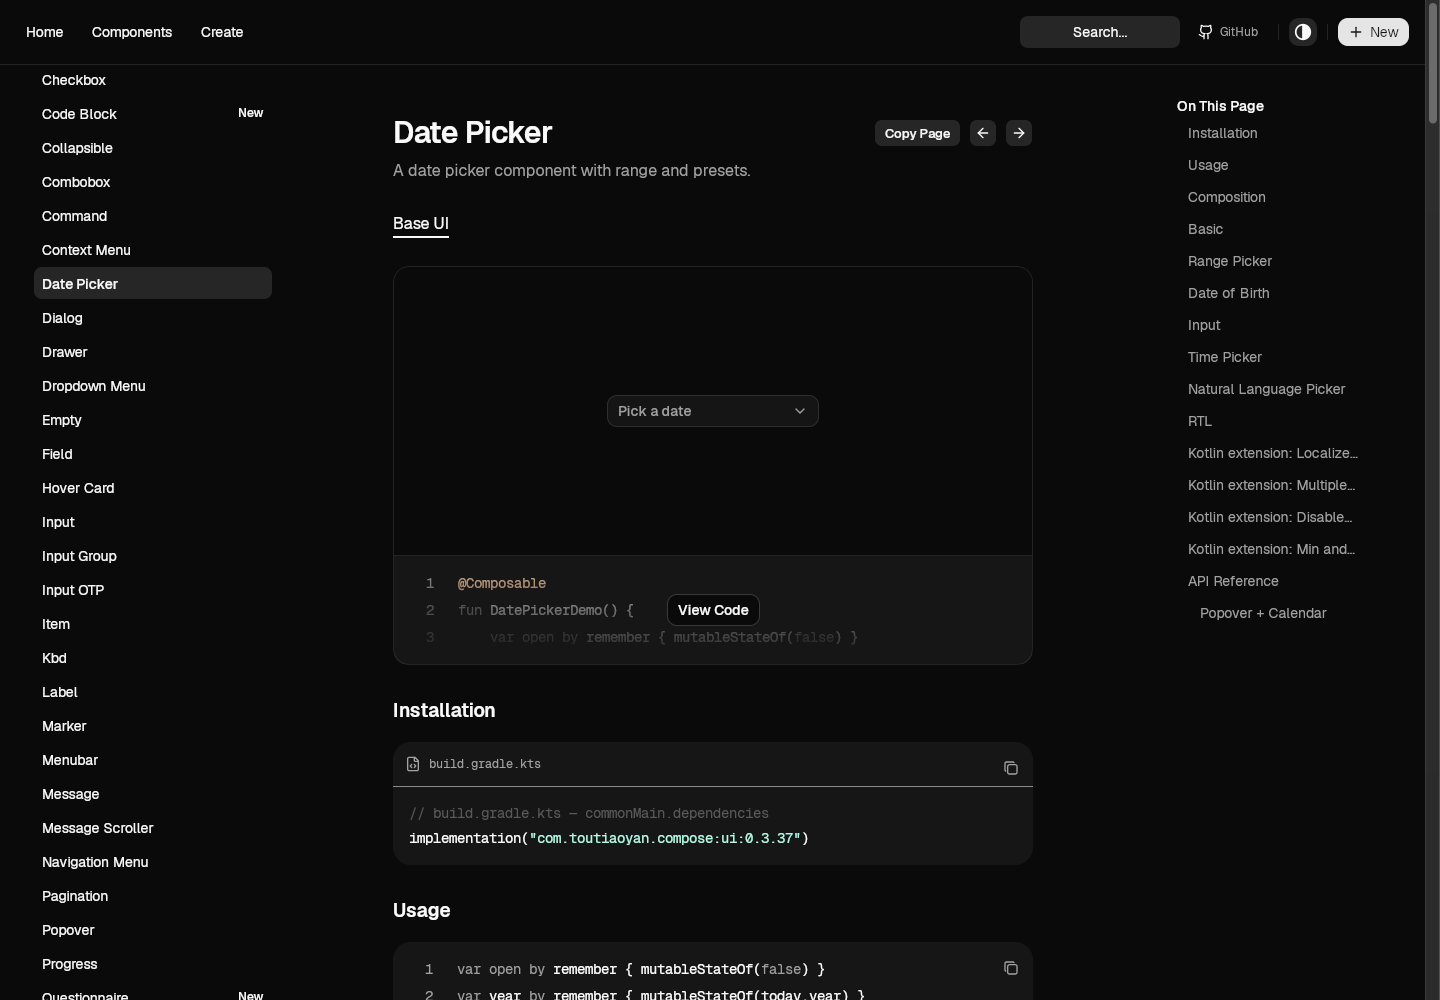 Home
Components
Create
Search...
GitHub
New
Checkbox
Code Block
New
Collapsible
Combobox
Command
Context Menu
Date Picker
Dialog
Drawer
Dropdown Menu
Empty
Field
Hover Card
Input
Input Group
Input OTP
Item
Kbd
Label
Marker
Menubar
Message
Message Scroller
Navigation Menu
Pagination
Popover
Progress
Questionnaire
New
Date Picker
Copy Page
A date picker component with range and presets.
Base UI
Pick a date
1 @Composable
2 fun DatePickerDemo() {
View Code
3 var open by remember { mutableStateOf(false) }
Installation
build.gradle.kts
// build.gradle.kts — commonMain.dependencies
implementation("com.toutiaoyan.compose:ui:0.3.37")
Usage
1 var open by remember { mutableStateOf(false) }
2 var year by remember { mutableStateOf(today.year) }
On This Page
Installation
Usage
Composition
Basic
Range Picker
Date of Birth
Input
Time Picker
Natural Language Picker
RTL
Kotlin extension: Localize...
Kotlin extension: Multiple...
Kotlin extension: Disable...
Kotlin extension: Min and...
API Reference
Popover + Calendar